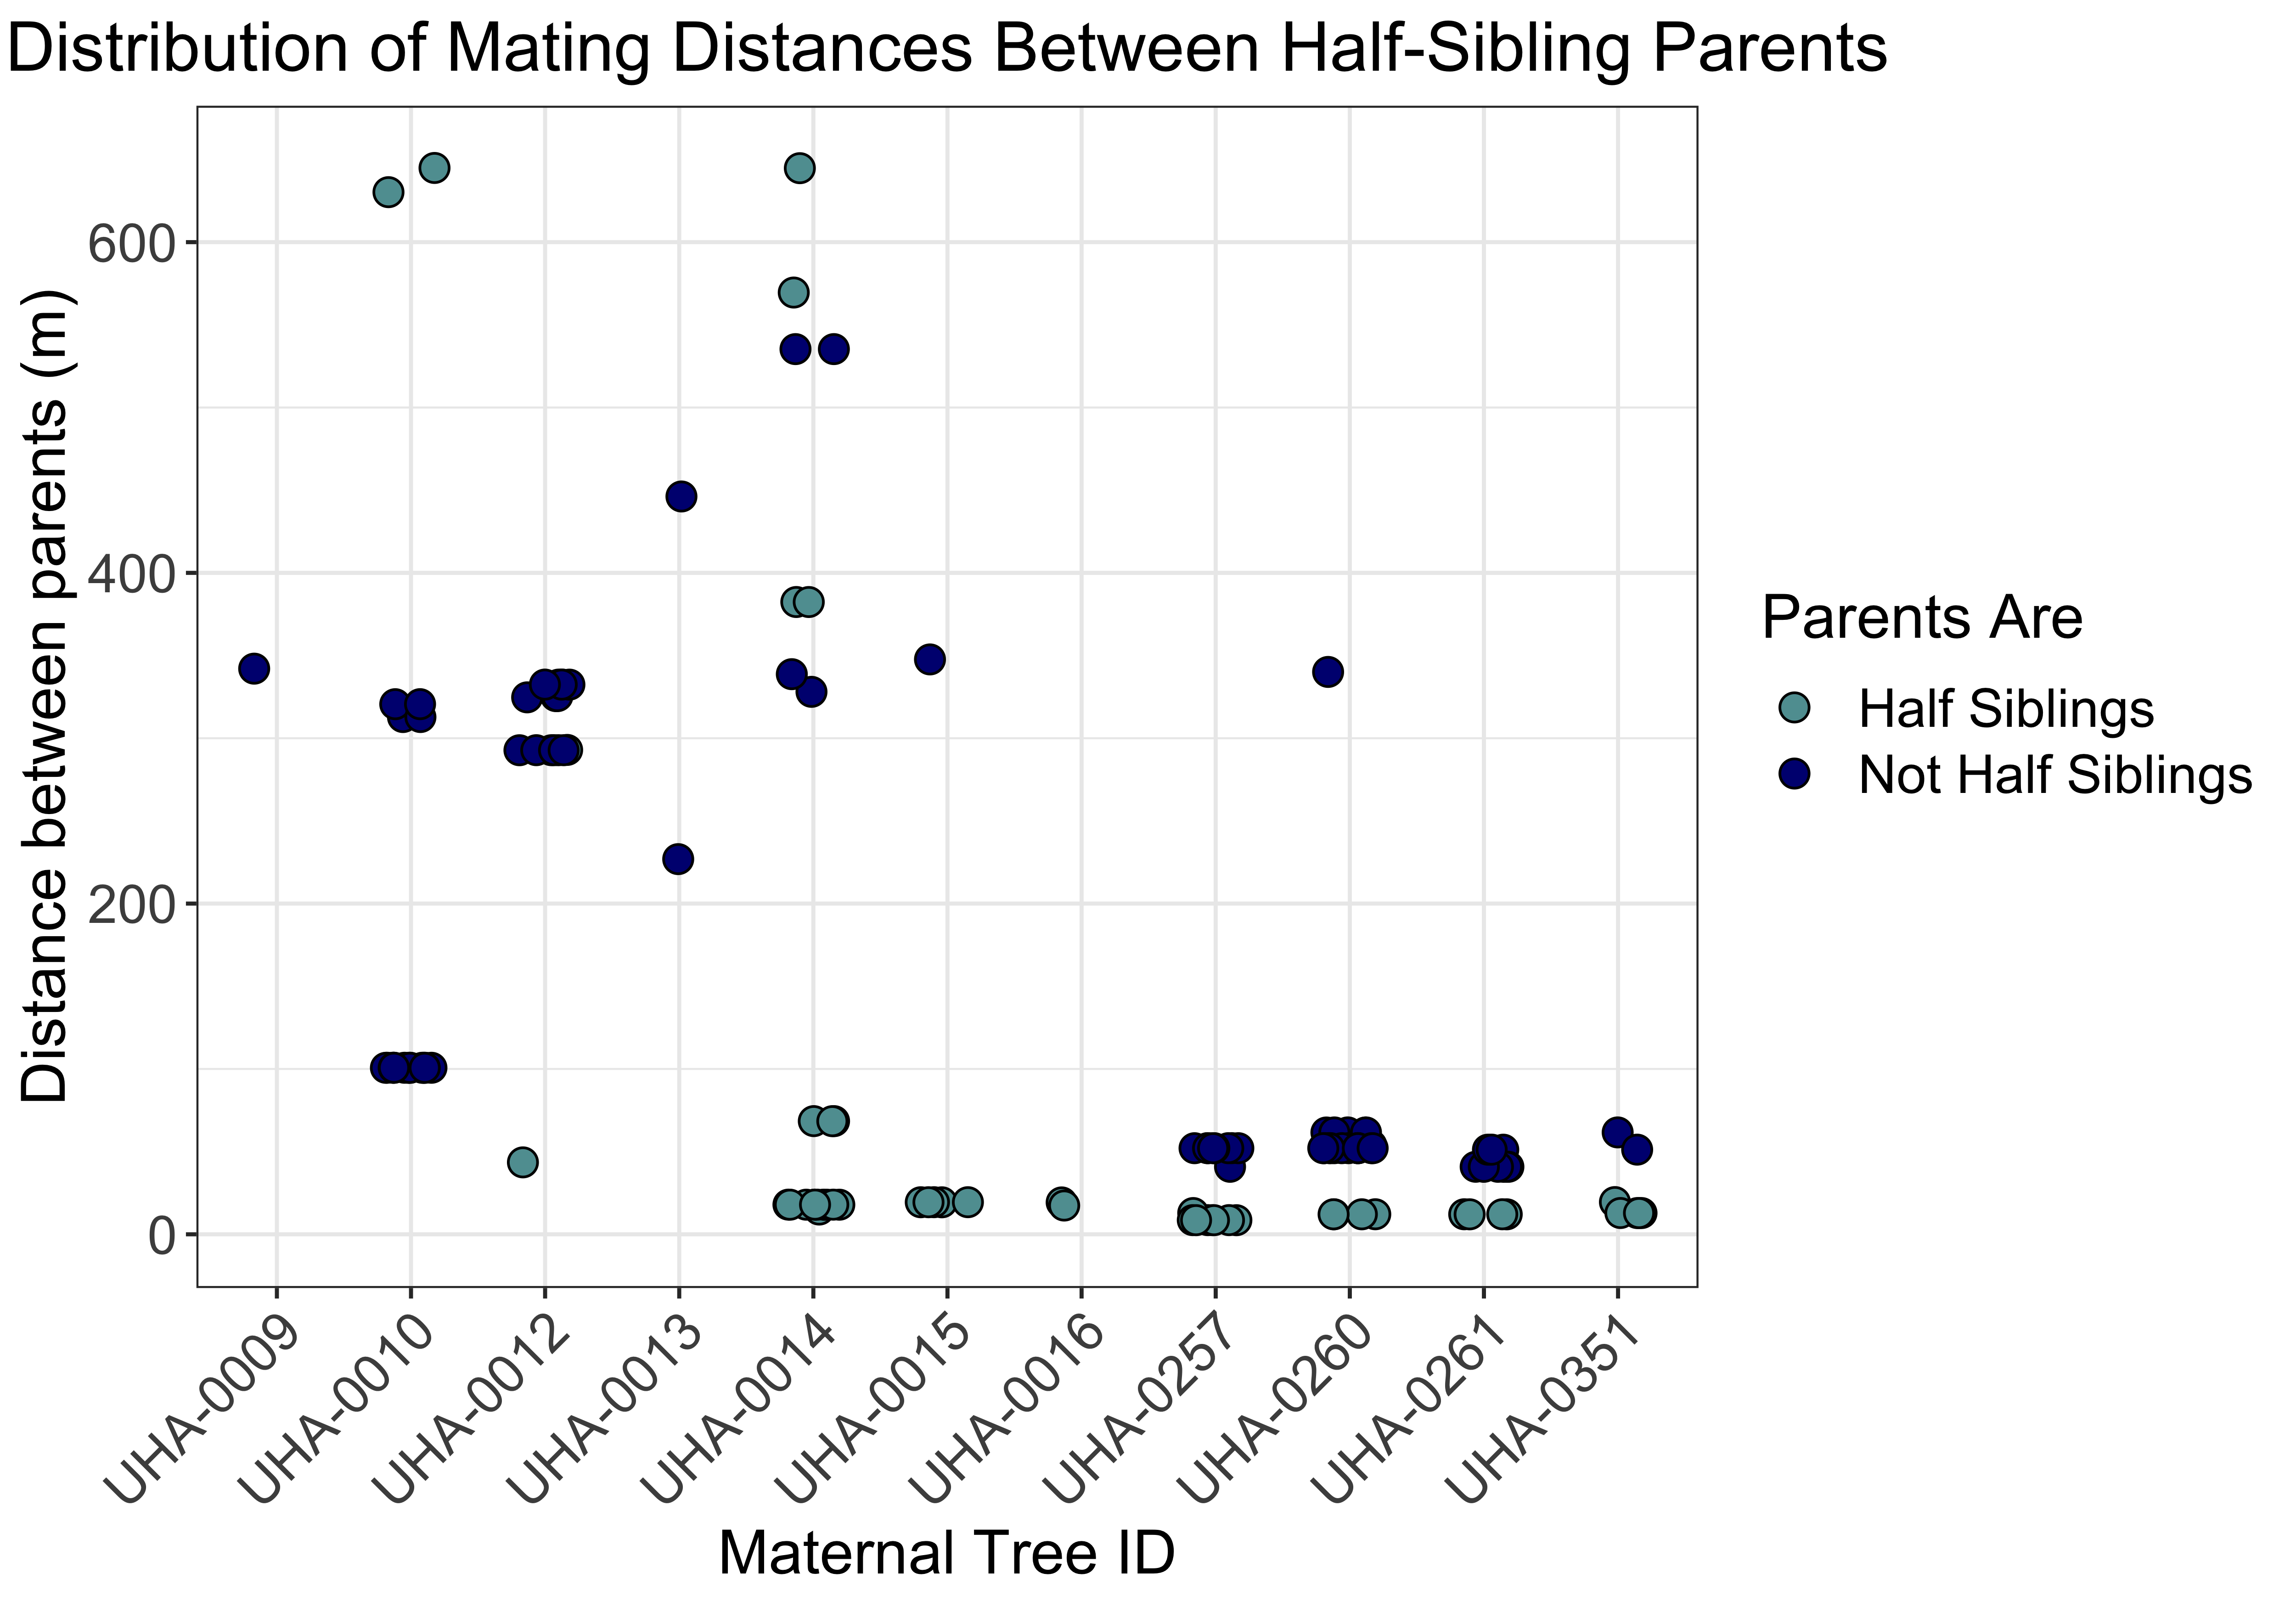 Distribution of Mating Distances Between Half-Sibling Parents
Distance between parents (m)
600
400
200
0
UHA-0009
UHA-0010
UHA-0012
UHA-0013
UHA-0014
UHA-0015
UHA-0016
UHA-0257
UHA-0260
UHA-0261
UHA-0351
Maternal Tree ID
Parents Are
Half Siblings
Not Half Siblings